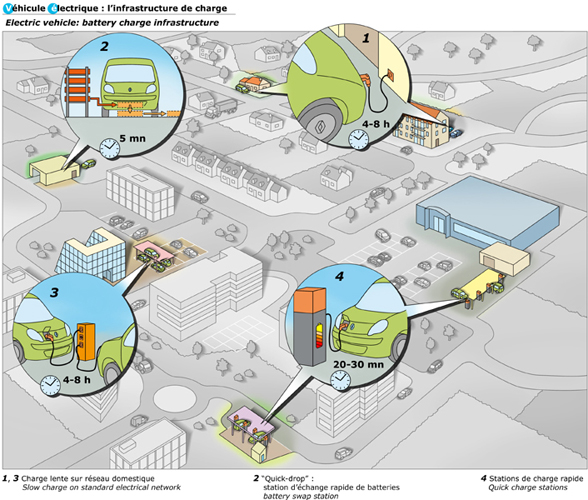 Véhicule électrique : l'infrastructure de charge
Electric vehicle: battery charge infrastructure
2
5 mn
1
4-8 h
3
4-8 h
4
20-30 mn
1, 3 Charge lente sur réseau domestique
Slow charge on standard electrical network
2 "Quick-drop" :
station d'échange rapide de batteries
battery swap station
4 Stations de charge rapide
Quick charge stations